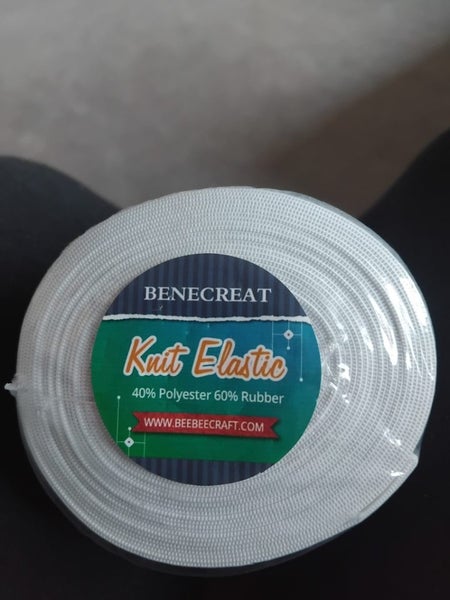 BENECREAT
Knit Elastic
40% Polyester 60% Rubber
WWW.BEEBEECRAFT.COM